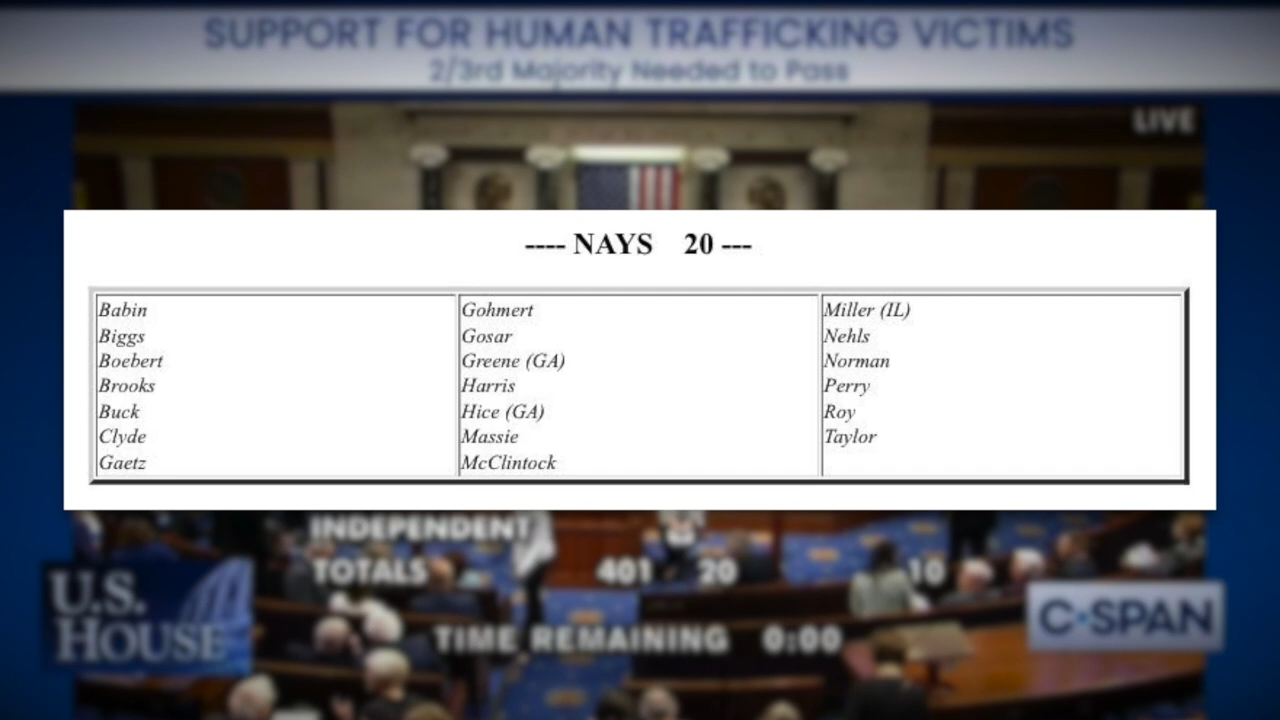 SUPPORT FOR HUMAN TRAFFICKING VICTIMS
2/3rd Majority Needed to Pass
LIVE
---- NAYS 20 ---
Babin
Biggs
Boebert
Brooks
Buck
Clyde
Gaetz
Gohmert
Gosar
Greene (GA)
Harris
Hice (GA)
Massie
McClintock
Miller (IL)
Nehls
Norman
Perry
Roy
Taylor
INDEPENDENT
TOTALS 401 20 10
TIME REMAINING 0:00
U.S.
HOUSE
C-SPAN